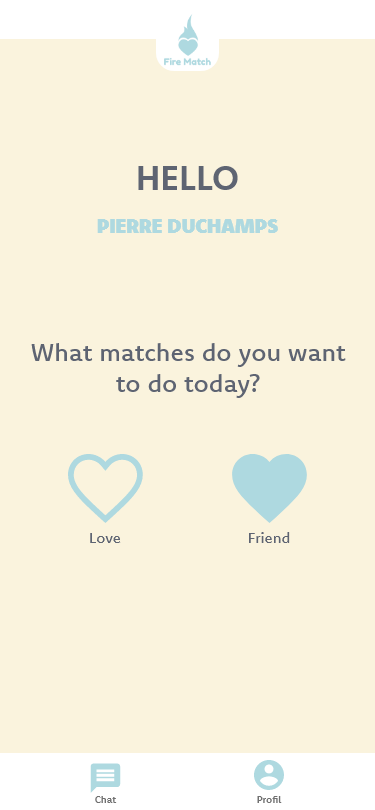 Fire Match
HELLO
PIERRE DUCHAMPS
What matches do you want
to do today?
Love
Friend
Chat
Profil